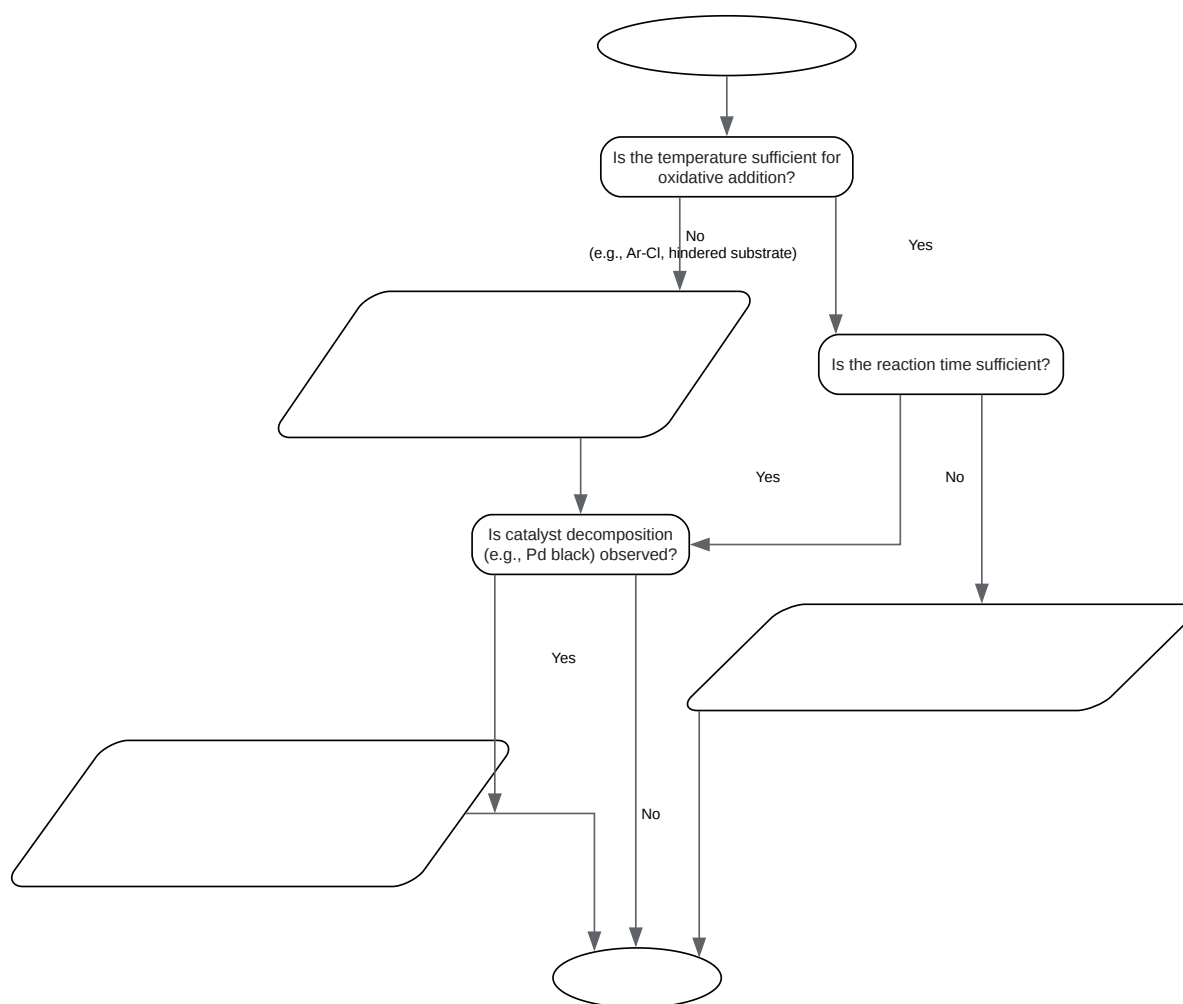 Is the temperature sufficient for
oxidative addition?
No
(e.g., Ar-Cl, hindered substrate)
Yes
Is the reaction time sufficient?
Yes
No
Is catalyst decomposition
(e.g., Pd black) observed?
Yes
No